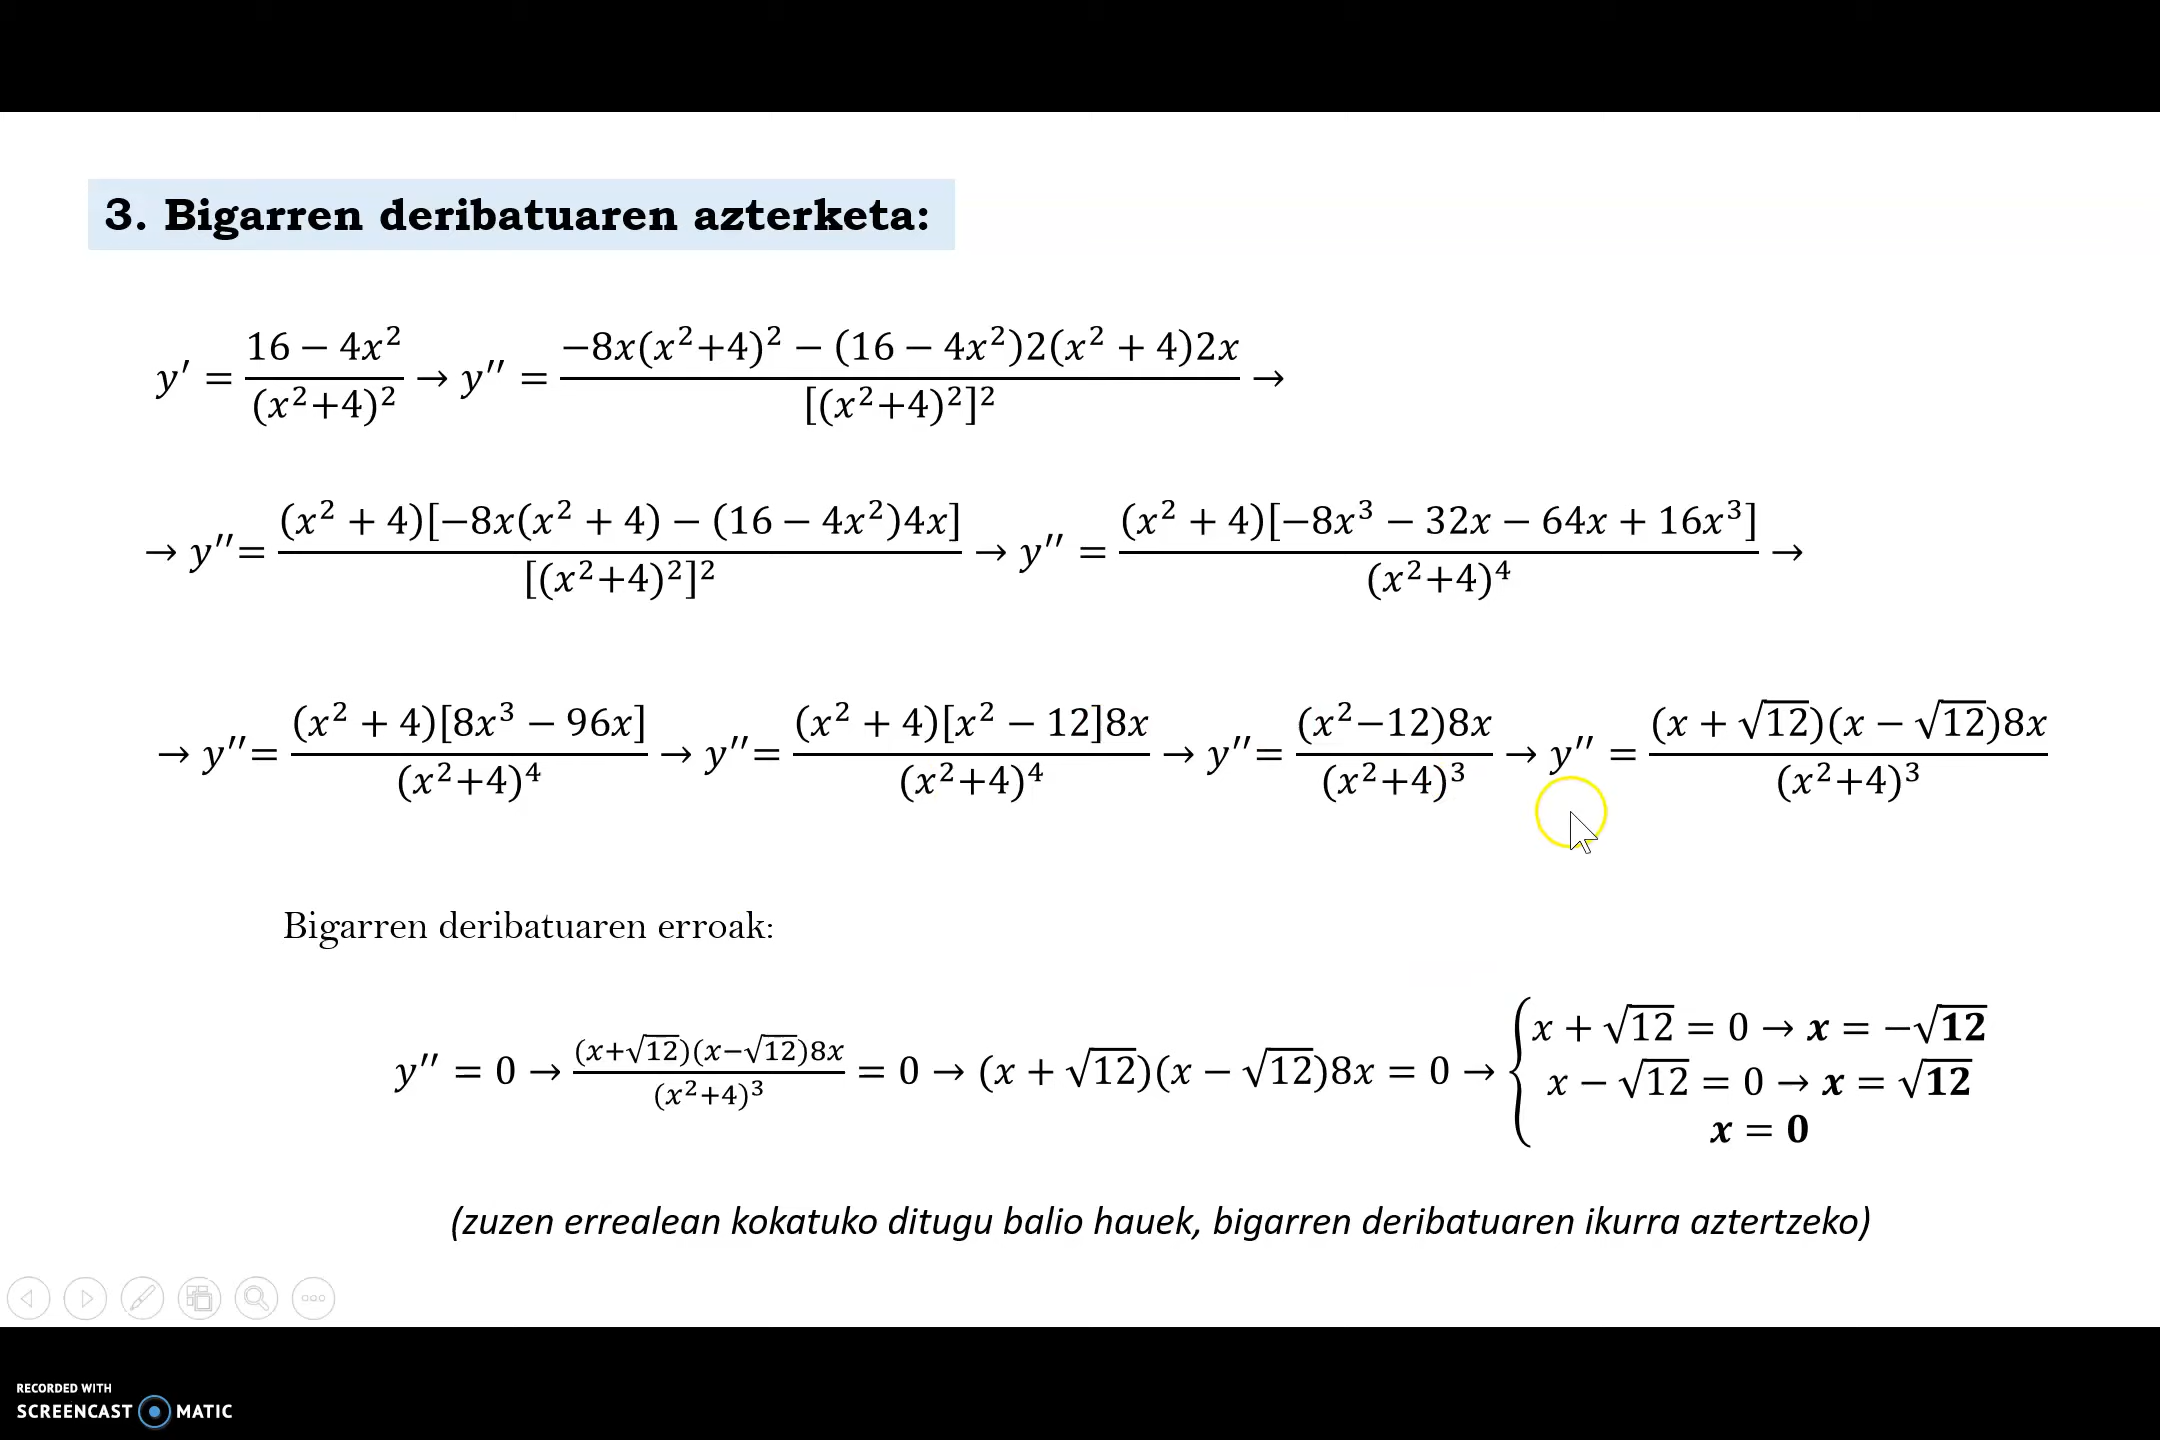 3. Bigarren deribatuaren azterketa:
y′ = (16 − 4x²)/(x²+4)² → y′′ = (−8x(x²+4)² − (16 − 4x²)2(x² + 4)2x)/[(x²+4)²]² →
→ y′′= ((x² + 4)[−8x(x² + 4) − (16 − 4x²)4x])/[(x²+4)²]² → y′′ = ((x² + 4)[−8x³ − 32x − 64x + 16x³])/(x²+4)⁴ →
→ y′′= ((x² + 4)[8x³ − 96x])/(x²+4)⁴ → y′′= ((x² + 4)[x² − 12]8x)/(x²+4)⁴ → y′′= ((x²−12)8x)/(x²+4)³ → y′′ = ((x + √12)(x − √12)8x)/(x²+4)³
Bigarren deribatuaren erroak:
y′′ = 0 → ((x+√12)(x−√12)8x)/(x²+4)³ = 0 → (x + √12)(x − √12)8x = 0 → {
x + √12 = 0 → x = −√12
x − √12 = 0 → x = √12
x = 0
(zuzen errealean kokatuko ditugu balio hauek, bigarren deribatuaren ikurra aztertzeko)
RECORDED WITH
SCREENCAST MATIC